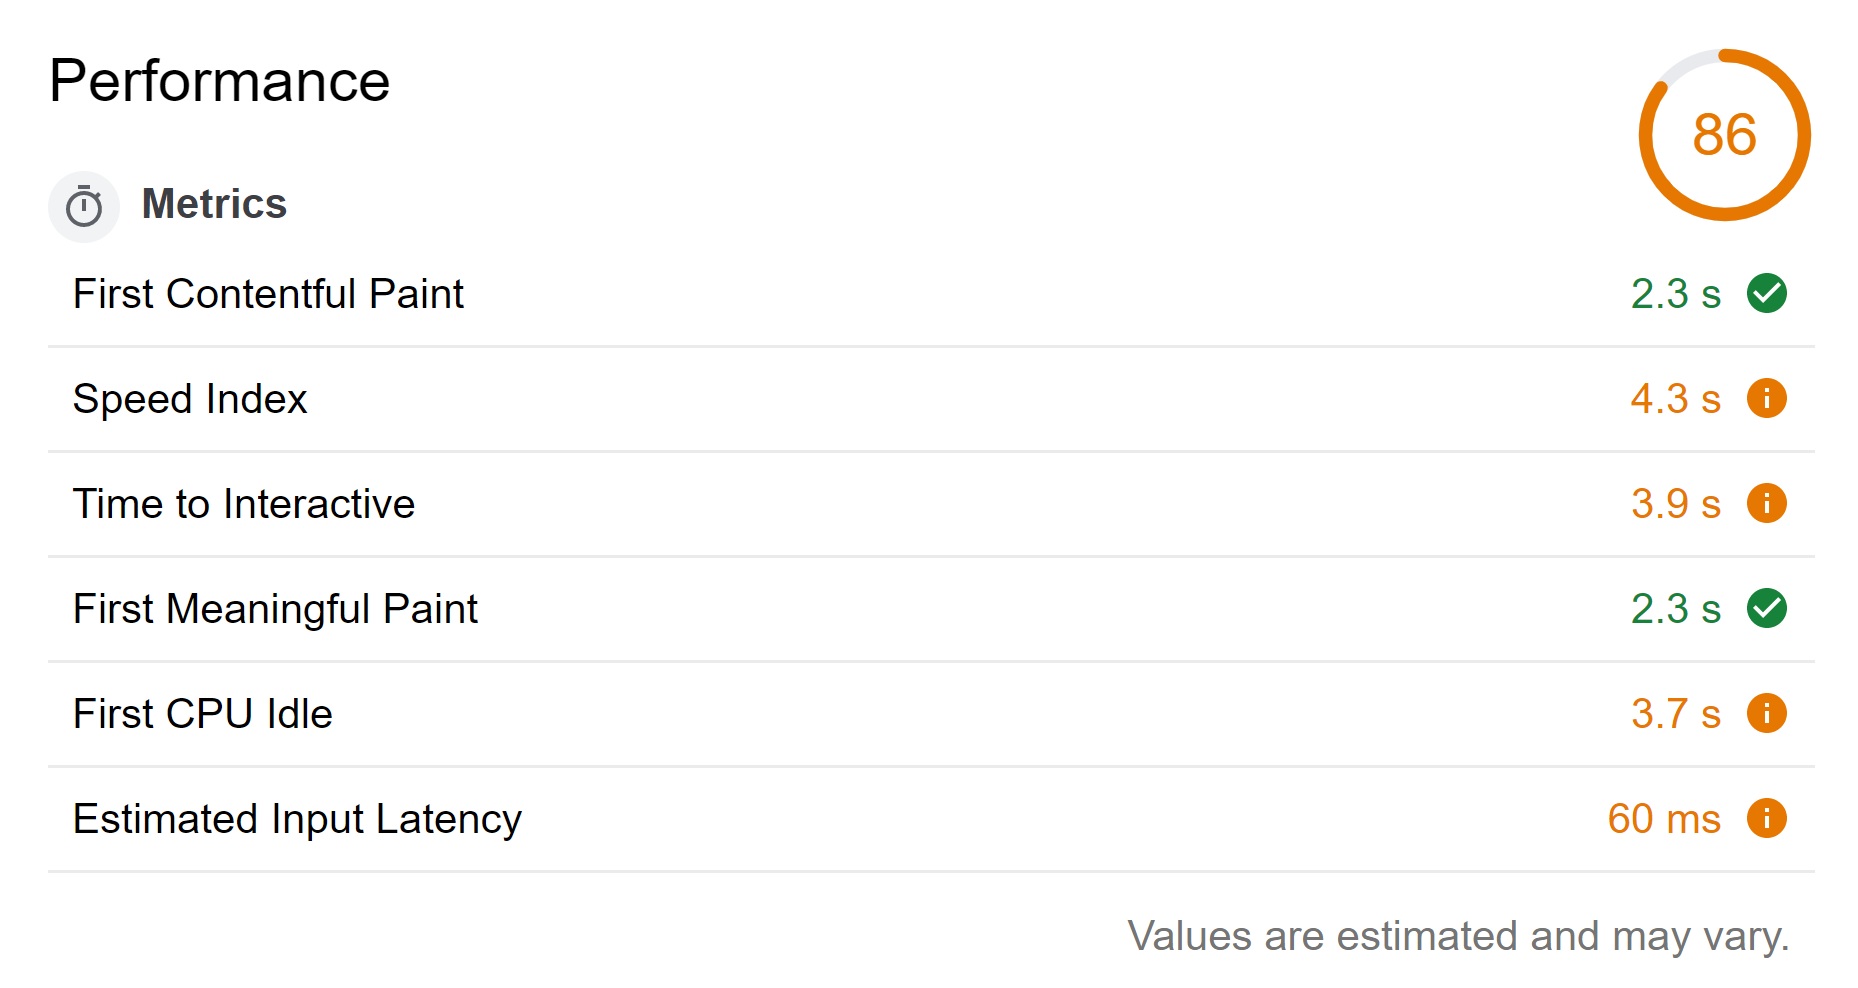 Performance
86
Metrics
First Contentful Paint 2.3 s
Speed Index 4.3 s
Time to Interactive 3.9 s
First Meaningful Paint 2.3 s
First CPU Idle 3.7 s
Estimated Input Latency 60 ms
Values are estimated and may vary.